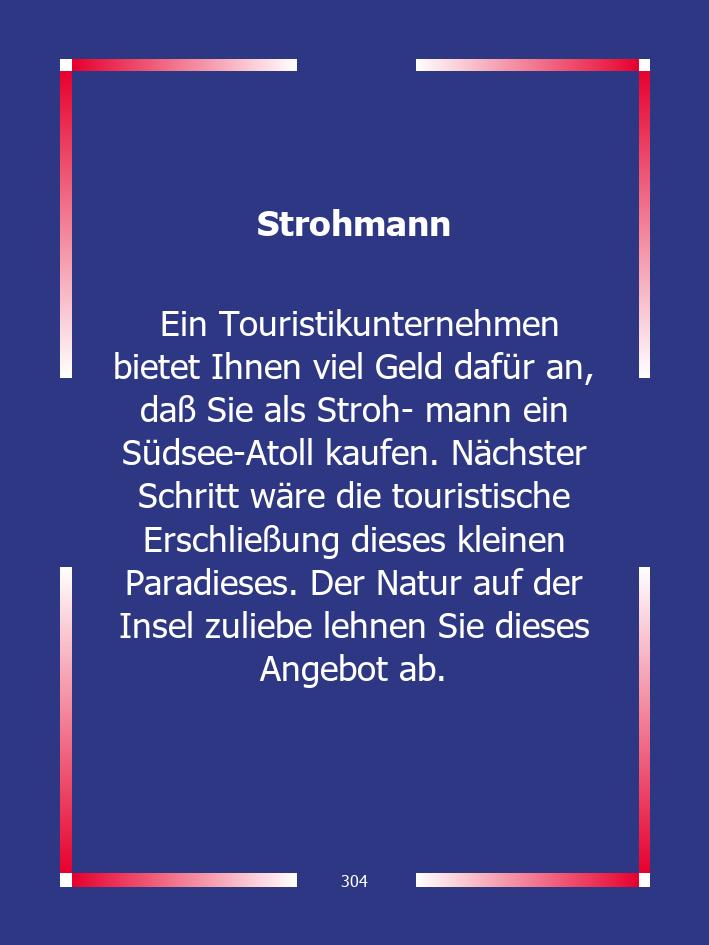 Strohmann
Ein Touristikunternehmen
bietet Ihnen viel Geld dafür an,
daß Sie als Stroh- mann ein
Südsee-Atoll kaufen. Nächster
Schritt wäre die touristische
Erschließung dieses kleinen
Paradieses. Der Natur auf der
Insel zuliebe lehnen Sie dieses
Angebot ab.
304